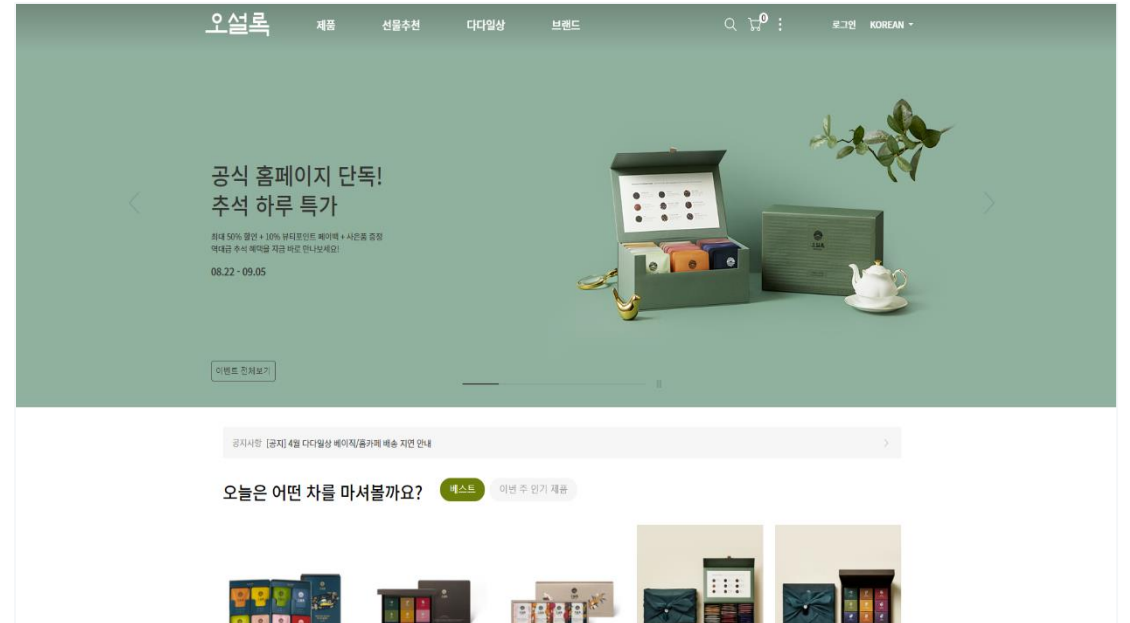 오설록
제품
선물추천
다다일상
브랜드
0
로그인
KOREAN
공식 홈페이지 단독!
추석 하루 특가
최대 50% 할인 + 10% 뷰티포인트 페이백 + 사은품 증정
역대급 추석 혜택을 지금 바로 만나보세요!
08.22 - 09.05
이벤트 전체보기
공지사항 [공지] 4월 다다일상 베이직/홈카페 배송 지연 안내
오늘은 어떤 차를 마셔볼까요?
베스트
이번 주 인기 제품